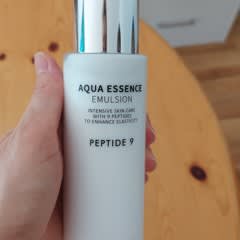 AQUA ESSENCE
EMULSION
INTENSIVE SKIN CARE
WITH 9 PEPTIDES
TO ENHANCE ELASTICITY
PEPTIDE 9